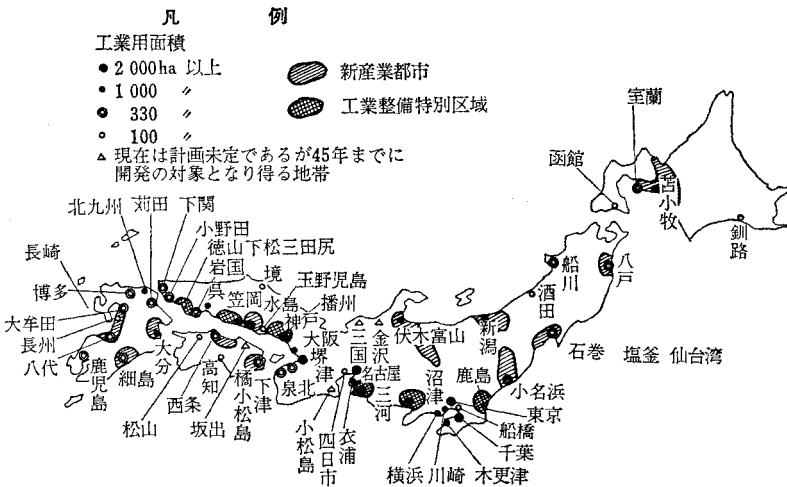 凡 例
工業用面積
● 2 000ha 以上
● 1 000 〃
◎ 330 〃
○ 100 〃
△ 現在は計画未定であるが45年までに
開発の対象となり得る地帯
新産業都市
工業整備特別区域
室蘭
函館
苫小牧
釧路
北九州
苅田
下関
小野田
徳山下松三田尻
岩国
呉
境
玉野児島
笠岡
水島
播州
神戸
長崎
博多
大牟田
長州
八代
鹿児島
細島
大分
松山
西条
高知
坂出
橘小松島
下津
泉北
大阪
堺
津
小松島
四日市
衣浦
三国
金沢
名古屋
三河
伏木富山
沼津
新潟
酒田
船川
八戸
石巻 塩釜 仙台湾
小名浜
鹿島
東京
船橋
千葉
木更津
川崎
横浜